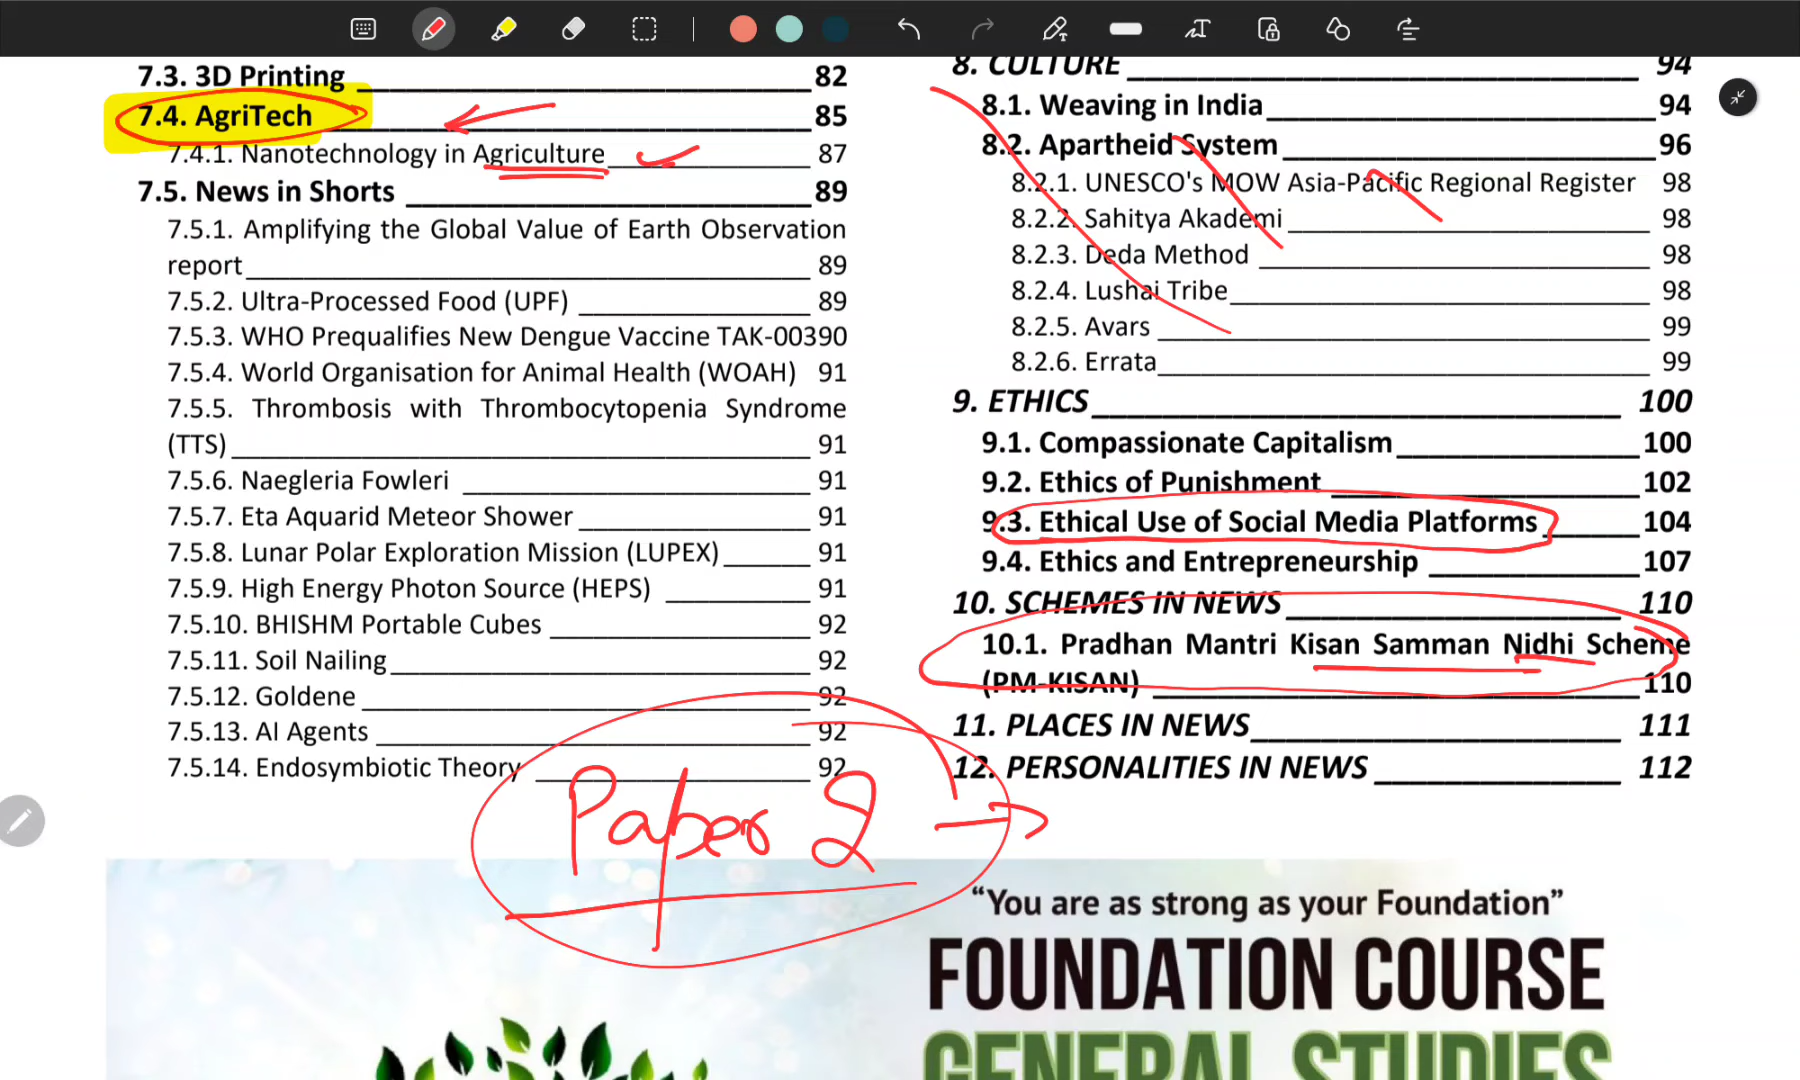 7.3. 3D Printing 82
7.4. AgriTech 85
7.4.1. Nanotechnology in Agriculture 87
7.5. News in Shorts 89
7.5.1. Amplifying the Global Value of Earth Observation
report 89
7.5.2. Ultra-Processed Food (UPF) 89
7.5.3. WHO Prequalifies New Dengue Vaccine TAK-00390
7.5.4. World Organisation for Animal Health (WOAH) 91
7.5.5. Thrombosis with Thrombocytopenia Syndrome
(TTS) 91
7.5.6. Naegleria Fowleri 91
7.5.7. Eta Aquarid Meteor Shower 91
7.5.8. Lunar Polar Exploration Mission (LUPEX) 91
7.5.9. High Energy Photon Source (HEPS) 91
7.5.10. BHISHM Portable Cubes 92
7.5.11. Soil Nailing 92
7.5.12. Goldene 92
7.5.13. AI Agents 92
7.5.14. Endosymbiotic Theory 92
Paper 2
8. CULTURE 94
8.1. Weaving in India 94
8.2. Apartheid System 96
8.2.1. UNESCO's MOW Asia-Pacific Regional Register 98
8.2.2. Sahitya Akademi 98
8.2.3. Deda Method 98
8.2.4. Lushai Tribe 98
8.2.5. Avars 99
8.2.6. Errata 99
9. ETHICS 100
9.1. Compassionate Capitalism 100
9.2. Ethics of Punishment 102
9.3. Ethical Use of Social Media Platforms 104
9.4. Ethics and Entrepreneurship 107
10. SCHEMES IN NEWS 110
10.1. Pradhan Mantri Kisan Samman Nidhi Scheme
(PM-KISAN) 110
11. PLACES IN NEWS 111
12. PERSONALITIES IN NEWS 112
“You are as strong as your Foundation”
FOUNDATION COURSE
GENERAL STUDIES